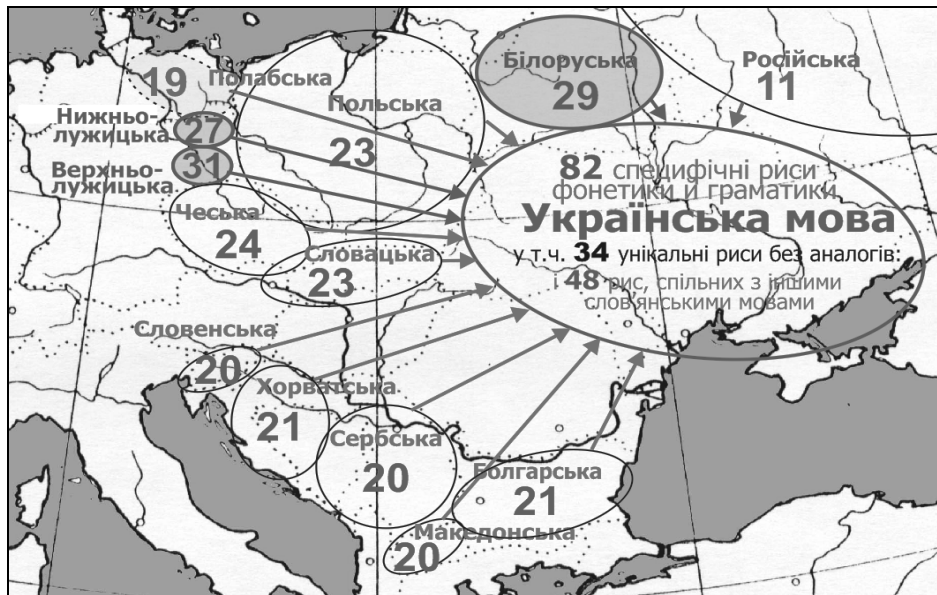 19 Полабська
Польська
23
Білоруська
29
Російська
11
Нижньо-
лужицька
27
Верхньо-
лужицька
31
Чеська
24
Словацька
23
82 специфічні риси
фонетики й граматики
Українська мова
у т.ч. 34 унікальні риси без аналогів:
і 48 рис, спільних з іншими
слов'янськими мовами
Словенська
20
Хорватська
21
Сербська
20
Болгарська
21
Македонська
20